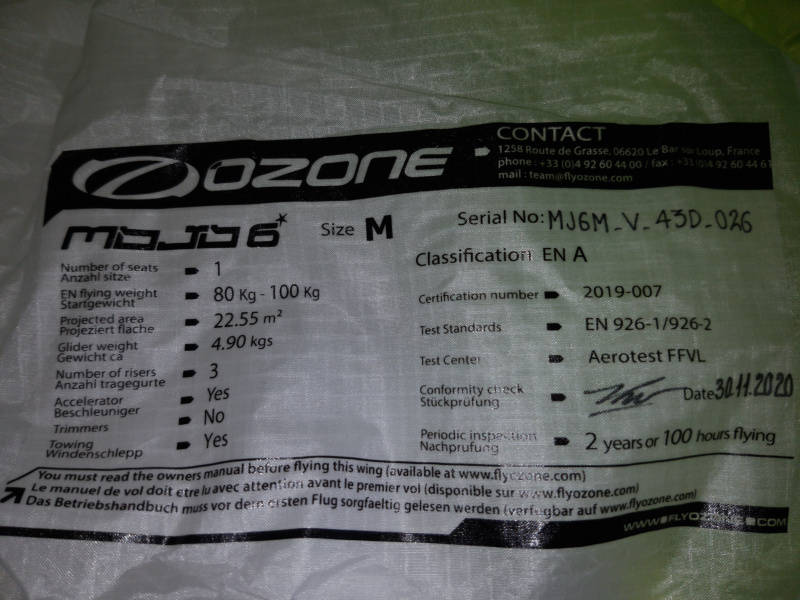 OZONE
CONTACT
1258 Route de Grasse, 06620 Le Bar sur Loup, France
phone : +33 (0)4 92 60 44 00 / fax : +33 (0)4 92 60 44 61
mail : team@flyozone.com
mojo 6
Size M
Serial No: MJ6M_V_43D_026
Classification EN A
Number of seats 1
Anzahl sitze
EN flying weight 80 Kg - 100 Kg
Startgewicht
Projected area 22.55 m²
Projeziert flache
Glider weight 4.90 kgs
Gewicht ca
Number of risers 3
Anzahl tragegurte
Accelerator Yes
Beschleuniger
Trimmers No
Towing Yes
Windenschlepp
Certification number 2019-007
Test Standards EN 926-1/926-2
Test Center Aerotest FFVL
Conformity check Date 30.11.2020
Stückprüfung
Periodic inspection 2 years or 100 hours flying
Nachprüfung
You must read the owners manual before flying this wing (available at www.flyozone.com)
Le manuel de vol doit etre lu avec attention avant le premier vol (disponible sur www.flyozone.com)
Das Betriebshandbuch muss vor dem ersten Flug sorgfaeltig gelesen werden (verfugbar auf www.flyozone.com)
WWW.FLYOZONE.COM